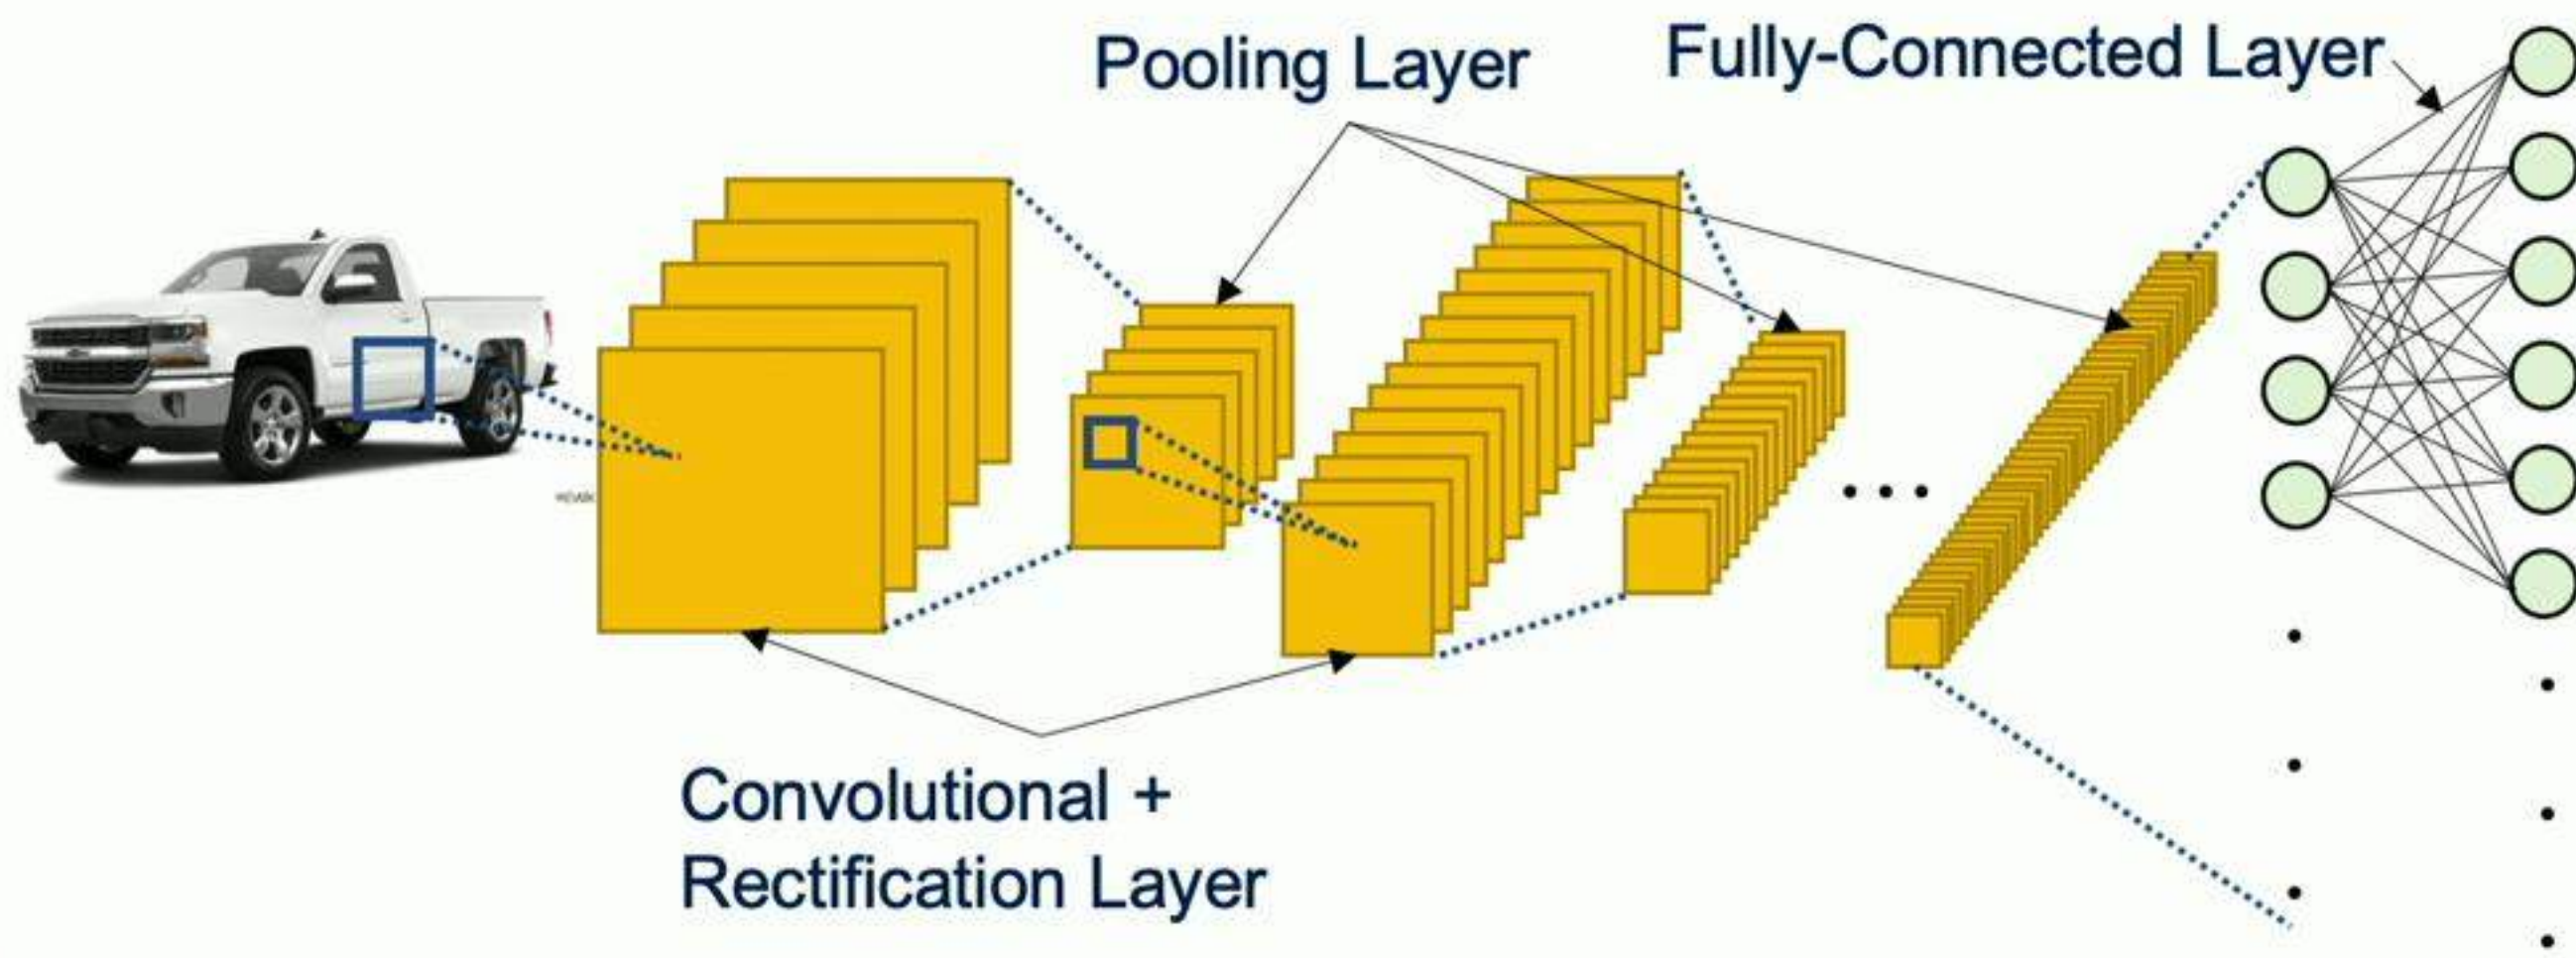 Pooling Layer
Fully-Connected Layer
Convolutional +
Rectification Layer